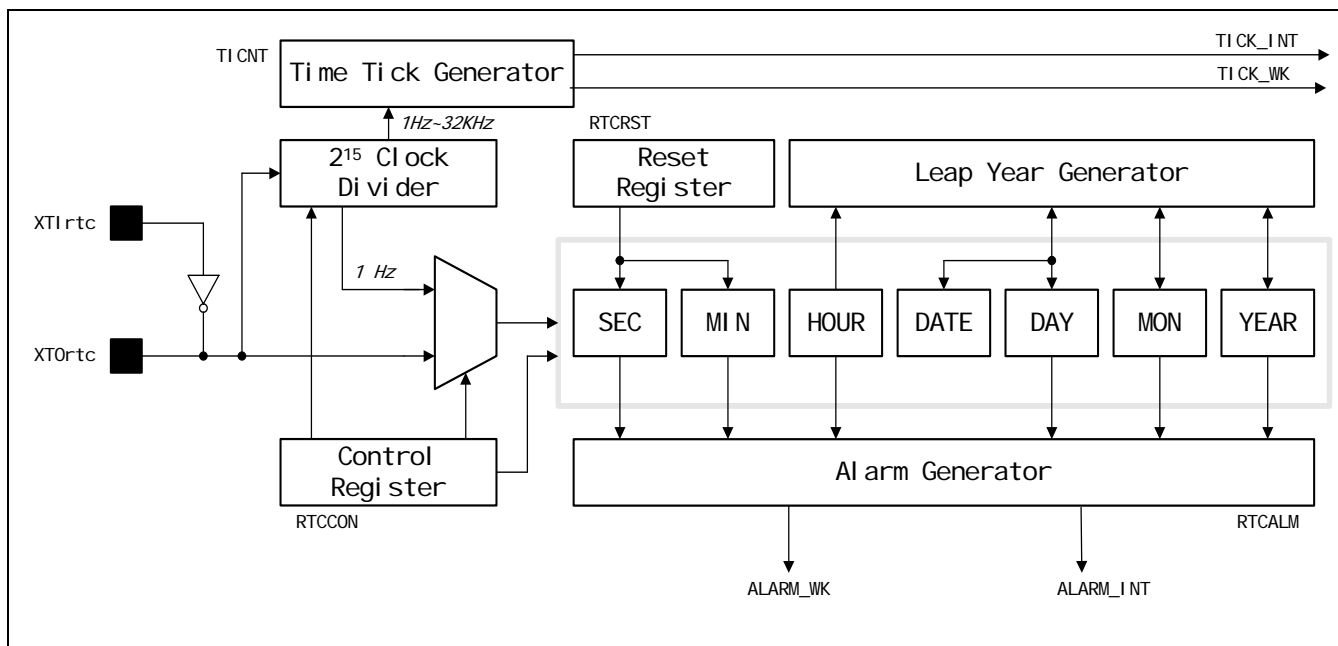 TICNT
Time Tick Generator
TICK_INT
TICK_WK
1Hz~32KHz
2¹⁵ Clock
Divider
RTCRST
Reset
Register
Leap Year Generator
XTIrtc
1 Hz
SEC
MIN
HOUR
DATE
DAY
MON
YEAR
XTOrtc
Control
Register
RTCCON
Alarm Generator
RTCALM
ALARM_WK
ALARM_INT